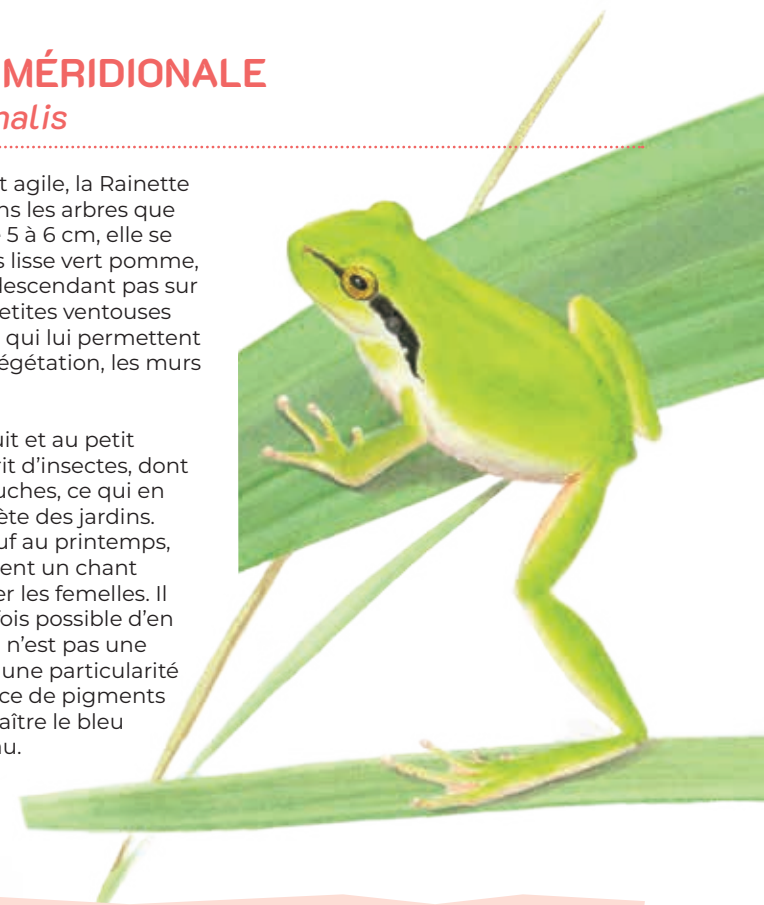 MÉRIDIONALE
nalis
t agile, la Rainette
ns les arbres que
5 à 6 cm, elle se
s lisse vert pomme,
descendant pas sur
etites ventouses
qui lui permettent
égétation, les murs
uit et au petit
rit d'insectes, dont
uches, ce qui en
ète des jardins.
uf au printemps,
ent un chant
er les femelles. Il
fois possible d'en
n'est pas une
une particularité
ce de pigments
aître le bleu
au.